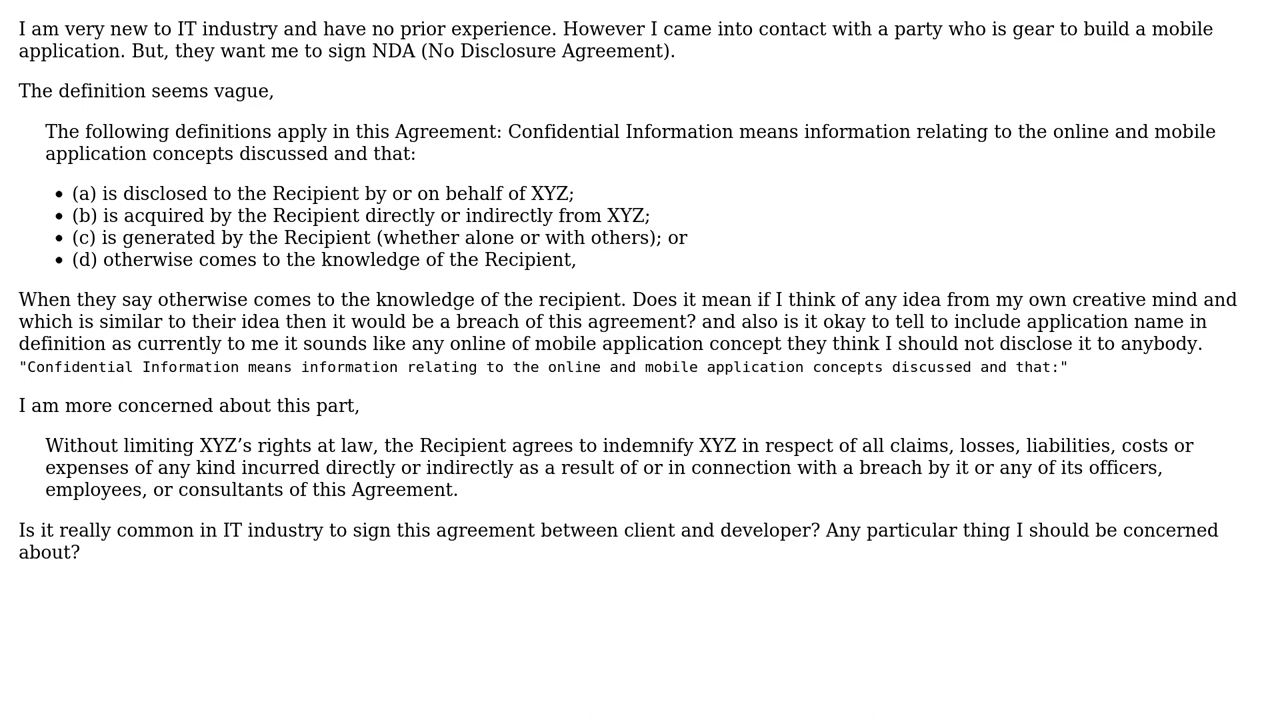 I am very new to IT industry and have no prior experience. However I came into contact with a party who is gear to build a mobile
application. But, they want me to sign NDA (No Disclosure Agreement).
The definition seems vague,
The following definitions apply in this Agreement: Confidential Information means information relating to the online and mobile
application concepts discussed and that:
• (a) is disclosed to the Recipient by or on behalf of XYZ;
• (b) is acquired by the Recipient directly or indirectly from XYZ;
• (c) is generated by the Recipient (whether alone or with others); or
• (d) otherwise comes to the knowledge of the Recipient,
When they say otherwise comes to the knowledge of the recipient. Does it mean if I think of any idea from my own creative mind and
which is similar to their idea then it would be a breach of this agreement? and also is it okay to tell to include application name in
definition as currently to me it sounds like any online of mobile application concept they think I should not disclose it to anybody.
"Confidential Information means information relating to the online and mobile application concepts discussed and that:"
I am more concerned about this part,
Without limiting XYZ’s rights at law, the Recipient agrees to indemnify XYZ in respect of all claims, losses, liabilities, costs or
expenses of any kind incurred directly or indirectly as a result of or in connection with a breach by it or any of its officers,
employees, or consultants of this Agreement.
Is it really common in IT industry to sign this agreement between client and developer? Any particular thing I should be concerned
about?